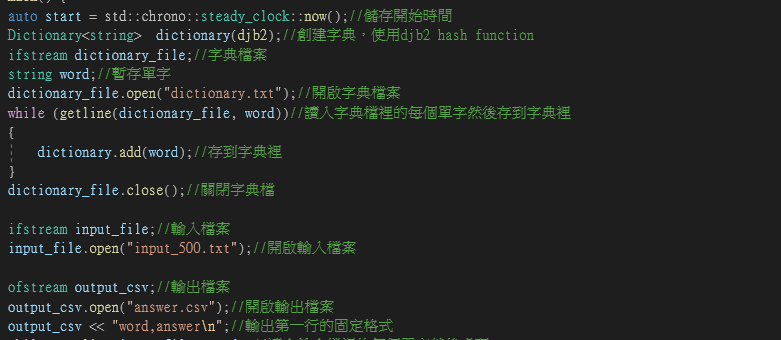 auto start = std::chrono::steady_clock::now();//儲存開始時間
Dictionary<string>  dictionary(djb2);//創建字典，使用djb2 hash function
ifstream dictionary_file;//字典檔案
string word;//暫存單字
dictionary_file.open("dictionary.txt");//開啟字典檔案
while (getline(dictionary_file, word))//讀入字典檔裡的每個單字然後存到字典裡
{
    dictionary.add(word);//存到字典裡
}
dictionary_file.close();//關閉字典檔
ifstream input_file;//輸入檔案
input_file.open("input_500.txt");//開啟輸入檔案
ofstream output_csv;//輸出檔案
output_csv.open("answer.csv");//開啟輸出檔案
output_csv << "word,answer\n";//輸出第一行的固定格式